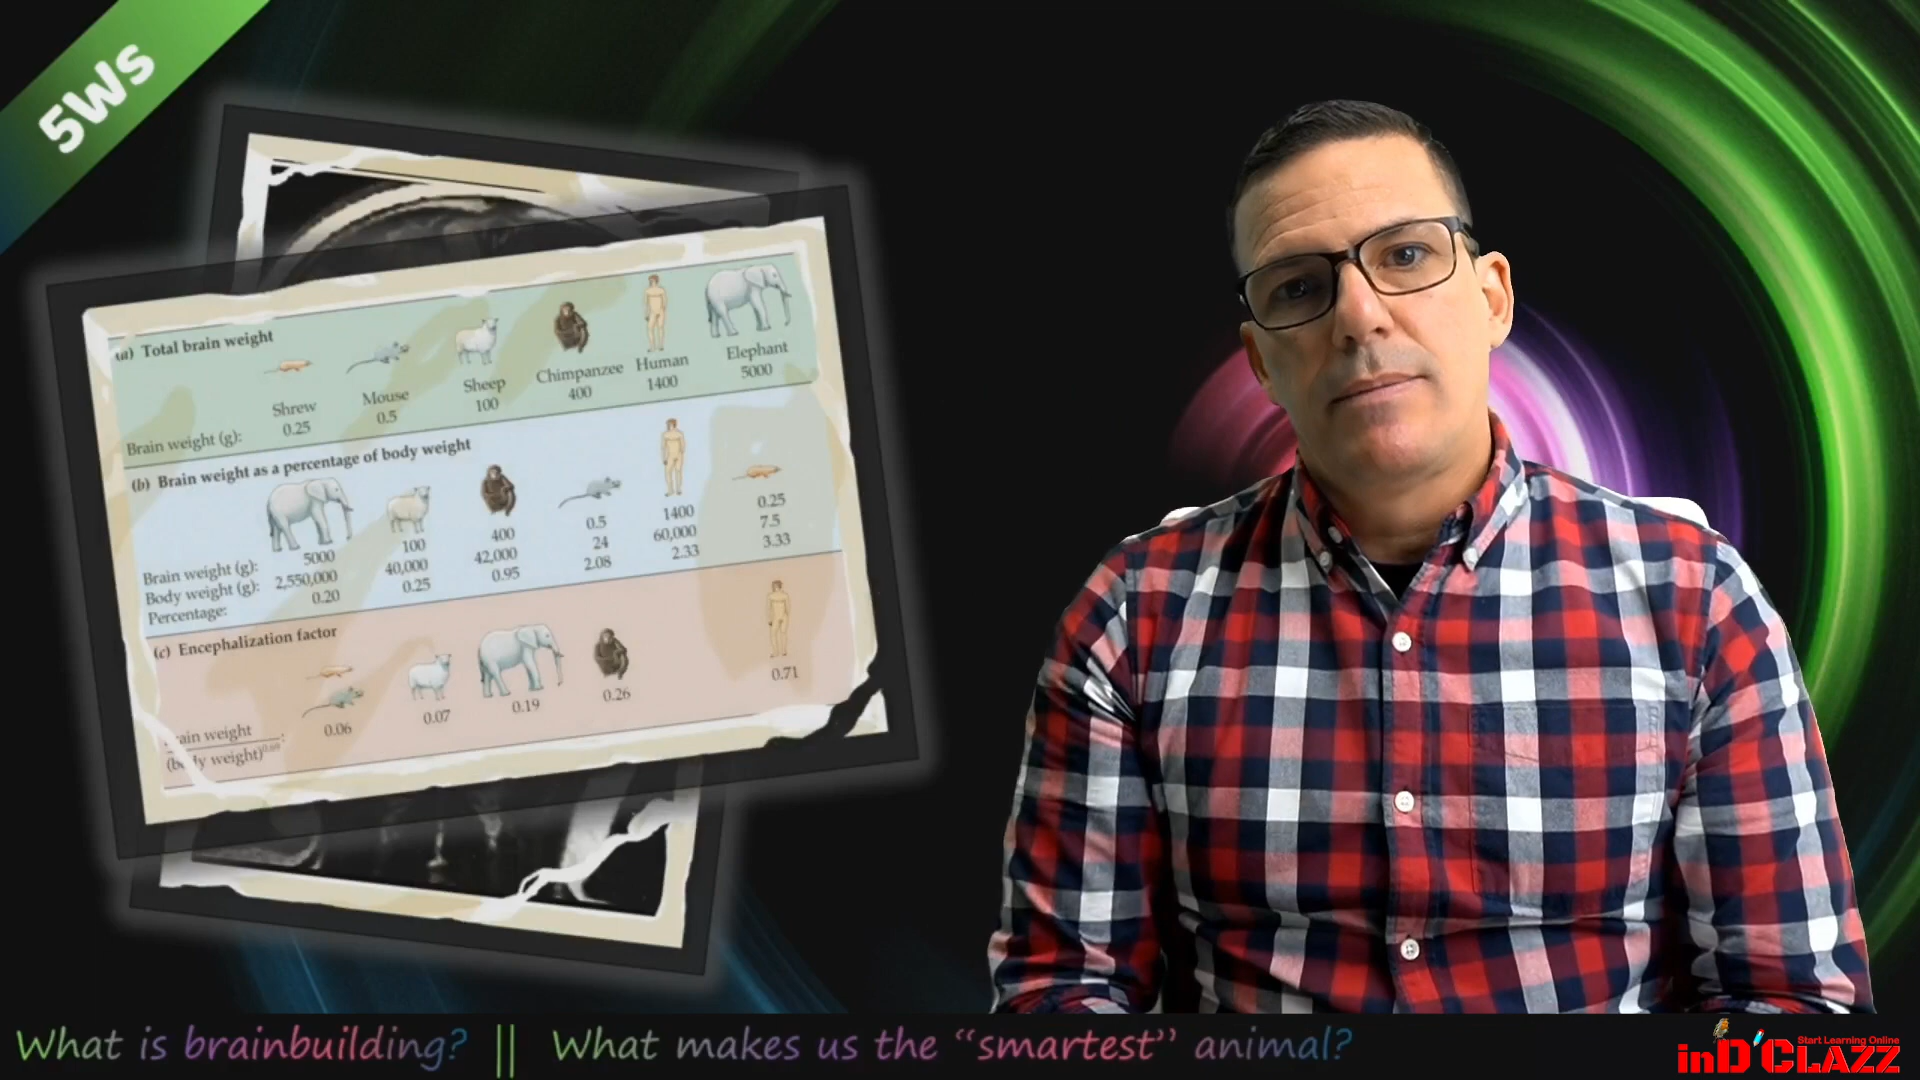 5Ws
(a) Total brain weight
Shrew Mouse Sheep Chimpanzee Human Elephant
Brain weight (g): 0.25 0.5 100 400 1400 5000
(b) Brain weight as a percentage of body weight
Brain weight (g): 5000 100 400 0.5 1400 0.25
Body weight (g): 2,550,000 40,000 42,000 24 60,000 7.5
Percentage: 0.20 0.25 0.95 2.08 2.33 3.33
(c) Encephalization factor
ain weight
(body weight) : 0.06 0.07 0.19 0.26 0.71
What is brainbuilding? || What makes us the “smartest” animal?
Start Learning Online
inD'CLAZZ